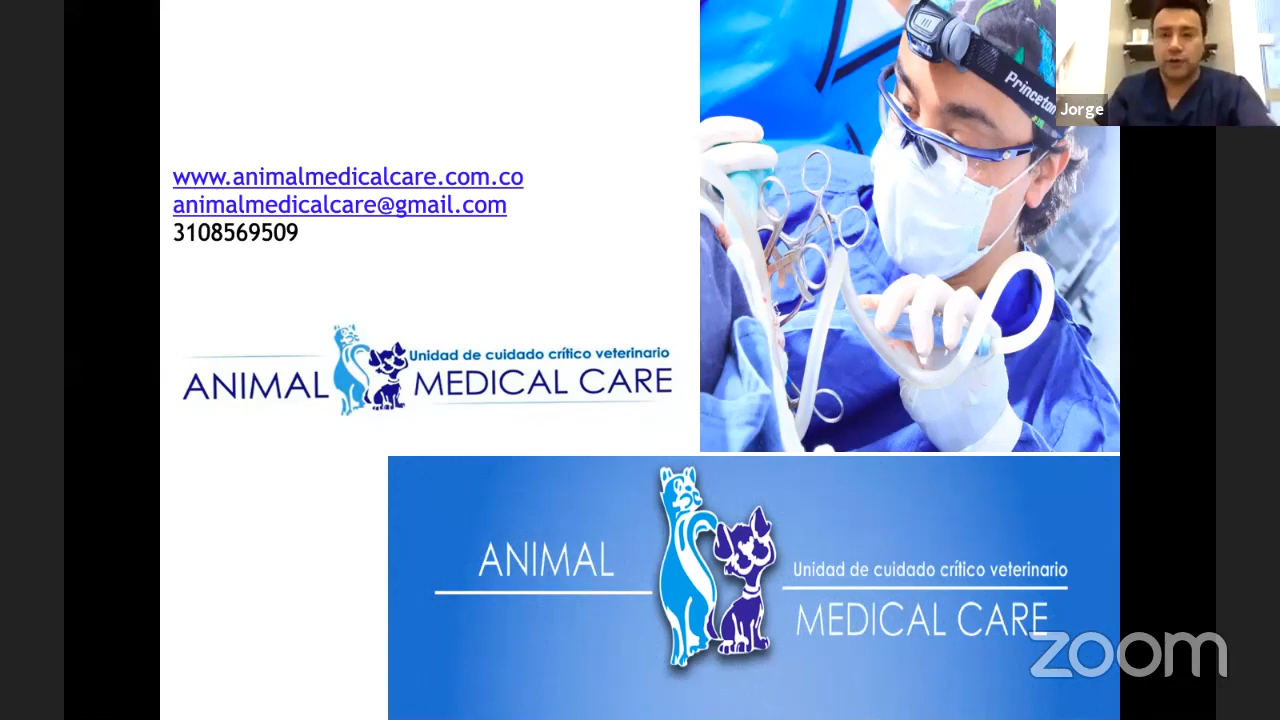 www.animalmedicalcare.com.co
animalmedicalcare@gmail.com
3108569509
Unidad de cuidado crítico veterinario
ANIMAL MEDICAL CARE
Princeton
Jorge
ANIMAL
Unidad de cuidado crítico veterinario
MEDICAL CARE
zoom